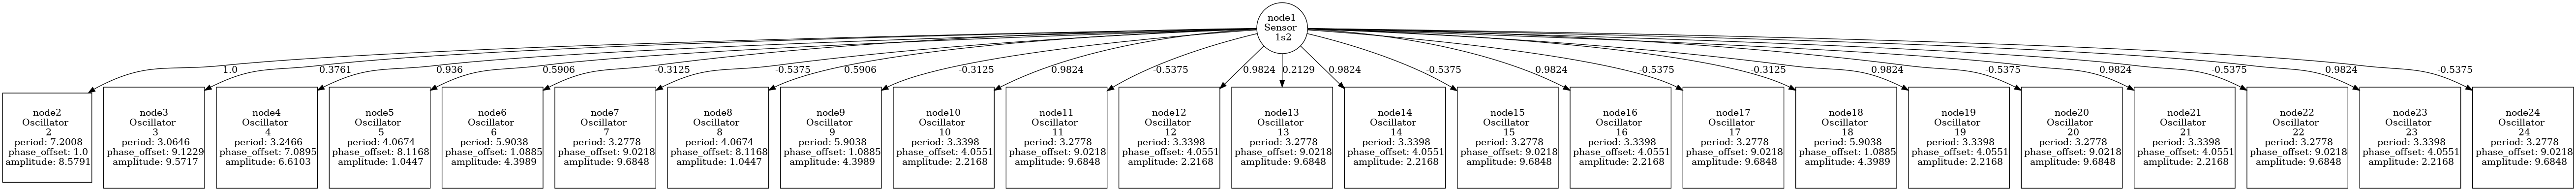 node1
Sensor
1s2
1.0
0.3761
0.936
0.5906
-0.3125
-0.5375
0.5906
-0.3125
0.9824
-0.5375
0.9824
0.2129
0.9824
-0.5375
0.9824
-0.5375
-0.3125
0.9824
-0.5375
0.9824
-0.5375
0.9824
-0.5375
node2
Oscillator
2
period: 7.2008
phase_offset: 1.0
amplitude: 8.5791
node3
Oscillator
3
period: 3.0646
phase_offset: 9.1229
amplitude: 9.5717
node4
Oscillator
4
period: 3.2466
phase_offset: 7.0895
amplitude: 6.6103
node5
Oscillator
5
period: 4.0674
phase_offset: 8.1168
amplitude: 1.0447
node6
Oscillator
6
period: 5.9038
phase_offset: 1.0885
amplitude: 4.3989
node7
Oscillator
7
period: 3.2778
phase_offset: 9.0218
amplitude: 9.6848
node8
Oscillator
8
period: 4.0674
phase_offset: 8.1168
amplitude: 1.0447
node9
Oscillator
9
period: 5.9038
phase_offset: 1.0885
amplitude: 4.3989
node10
Oscillator
10
period: 3.3398
phase_offset: 4.0551
amplitude: 2.2168
node11
Oscillator
11
period: 3.2778
phase_offset: 9.0218
amplitude: 9.6848
node12
Oscillator
12
period: 3.3398
phase_offset: 4.0551
amplitude: 2.2168
node13
Oscillator
13
period: 3.2778
phase_offset: 9.0218
amplitude: 9.6848
node14
Oscillator
14
period: 3.3398
phase_offset: 4.0551
amplitude: 2.2168
node15
Oscillator
15
period: 3.2778
phase_offset: 9.0218
amplitude: 9.6848
node16
Oscillator
16
period: 3.3398
phase_offset: 4.0551
amplitude: 2.2168
node17
Oscillator
17
period: 3.2778
phase_offset: 9.0218
amplitude: 9.6848
node18
Oscillator
18
period: 5.9038
phase_offset: 1.0885
amplitude: 4.3989
node19
Oscillator
19
period: 3.3398
phase_offset: 4.0551
amplitude: 2.2168
node20
Oscillator
20
period: 3.2778
phase_offset: 9.0218
amplitude: 9.6848
node21
Oscillator
21
period: 3.3398
phase_offset: 4.0551
amplitude: 2.2168
node22
Oscillator
22
period: 3.2778
phase_offset: 9.0218
amplitude: 9.6848
node23
Oscillator
23
period: 3.3398
phase_offset: 4.0551
amplitude: 2.2168
node24
Oscillator
24
period: 3.2778
phase_offset: 9.0218
amplitude: 9.6848